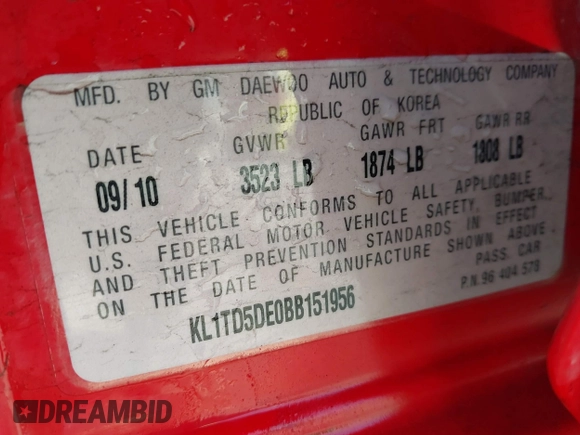 MFD. BY GM DAEWOO AUTO & TECHNOLOGY COMPANY
REPUBLIC OF KOREA
DATE GVWR GAWR FRT GAWR RR
09/10 3523 LB 1874 LB 1808 LB
THIS VEHICLE CONFORMS TO ALL APPLICABLE
U.S. FEDERAL MOTOR VEHICLE SAFETY, BUMPER,
AND THEFT PREVENTION STANDARDS IN EFFECT
ON THE DATE OF MANUFACTURE SHOWN ABOVE
PASS. CAR
KL1TD5DE0BB151956
P.N.96 404 578
DREAMBID